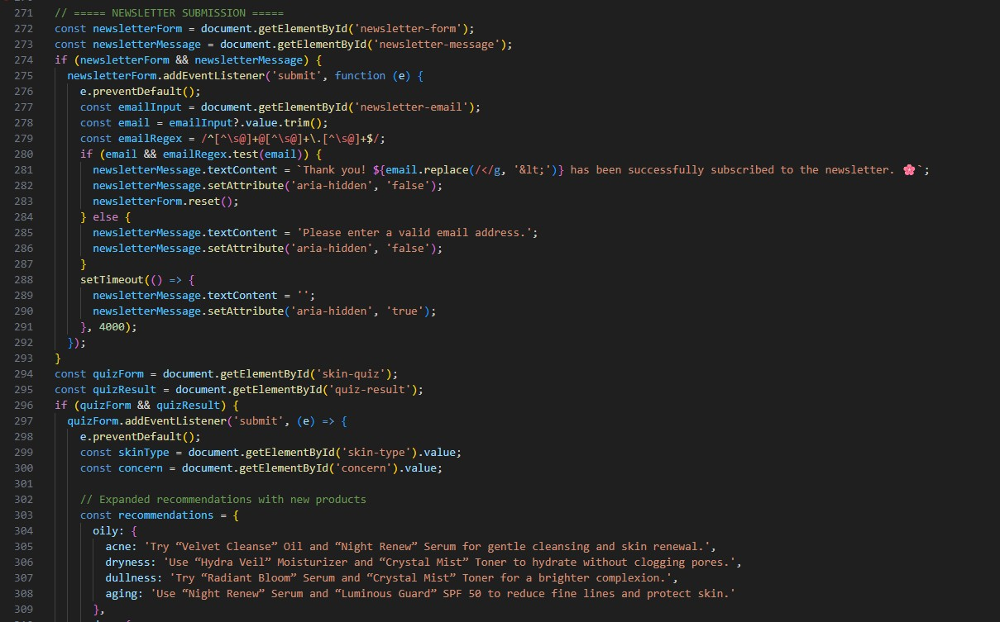 271 // ===== NEWSLETTER SUBMISSION =====
272 const newsletterForm = document.getElementById('newsletter-form');
273 const newsletterMessage = document.getElementById('newsletter-message');
274 if (newsletterForm && newsletterMessage) {
275   newsletterForm.addEventListener('submit', function (e) {
276     e.preventDefault();
277     const emailInput = document.getElementById('newsletter-email');
278     const email = emailInput?.value.trim();
279     const emailRegex = /^[^\s@]+@[^\s@]+\.[^\s@]+$/;
280     if (email && emailRegex.test(email)) {
281       newsletterMessage.textContent = `Thank you! ${email.replace(/</g, '&lt;')} has been successfully subscribed to the newsletter. 🌸`;
282       newsletterMessage.setAttribute('aria-hidden', 'false');
283       newsletterForm.reset();
284     } else {
285       newsletterMessage.textContent = 'Please enter a valid email address.';
286       newsletterMessage.setAttribute('aria-hidden', 'false');
287     }
288     setTimeout(() => {
289       newsletterMessage.textContent = '';
290       newsletterMessage.setAttribute('aria-hidden', 'true');
291     }, 4000);
292   });
293 }
294 const quizForm = document.getElementById('skin-quiz');
295 const quizResult = document.getElementById('quiz-result');
296 if (quizForm && quizResult) {
297   quizForm.addEventListener('submit', (e) => {
298     e.preventDefault();
299     const skinType = document.getElementById('skin-type').value;
300     const concern = document.getElementById('concern').value;
301
302     // Expanded recommendations with new products
303     const recommendations = {
304       oily: {
305         acne: 'Try “Velvet Cleanse” Oil and “Night Renew” Serum for gentle cleansing and skin renewal.',
306         dryness: 'Use “Hydra Veil” Moisturizer and “Crystal Mist” Toner to hydrate without clogging pores.',
307         dullness: 'Try “Radiant Bloom” Serum and “Crystal Mist” Toner for a brighter complexion.',
308         aging: 'Use “Night Renew” Serum and “Luminous Guard” SPF 50 to reduce fine lines and protect skin.'
309       },